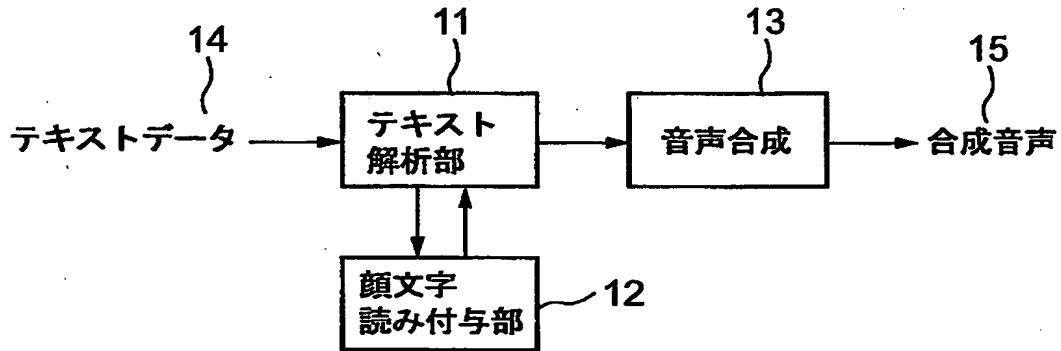 14
11
13
15
テキストデータ
テキスト
解析部
音声合成
合成音声
顔文字
読み付与部
12